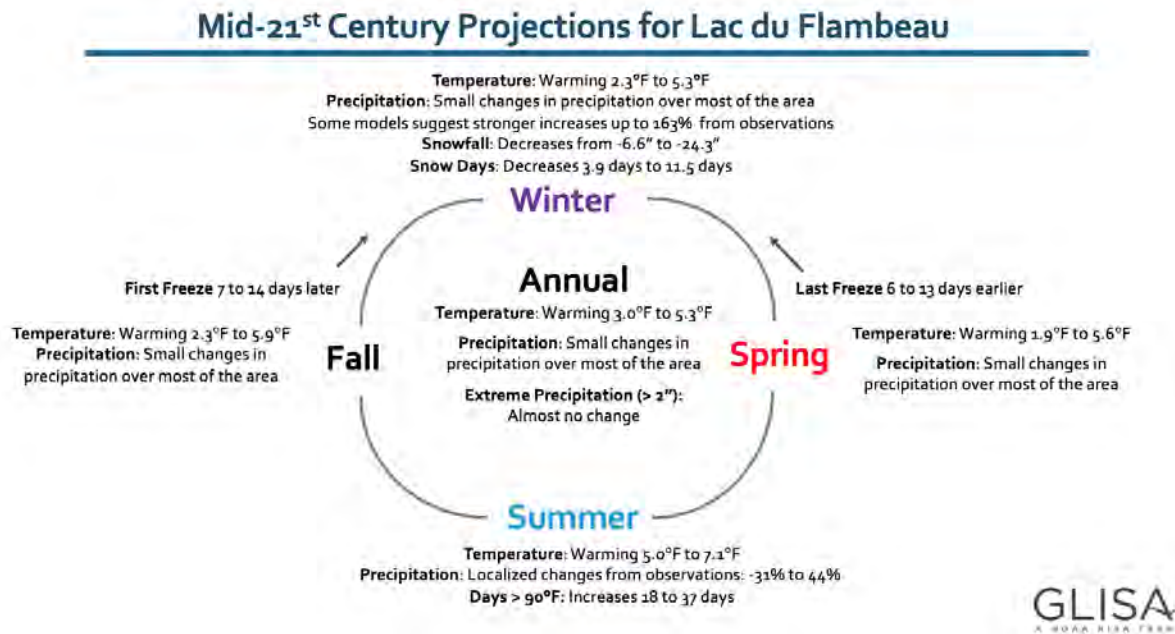 Mid-21st Century Projections for Lac du Flambeau
Temperature: Warming 2.3°F to 5.3°F
Precipitation: Small changes in precipitation over most of the area
Some models suggest stronger increases up to 163% from observations
Snowfall: Decreases from -6.6” to -24.3”
Snow Days: Decreases 3.9 days to 11.5 days
Winter
First Freeze 7 to 14 days later
Last Freeze 6 to 13 days earlier
Temperature: Warming 2.3°F to 5.9°F
Precipitation: Small changes in
precipitation over most of the area
Fall
Annual
Temperature: Warming 3.0°F to 5.3°F
Precipitation: Small changes in
precipitation over most of the area
Extreme Precipitation (> 2”):
Almost no change
Spring
Temperature: Warming 1.9°F to 5.6°F
Precipitation: Small changes in
precipitation over most of the area
Summer
Temperature: Warming 5.0°F to 7.1°F
Precipitation: Localized changes from observations: -31% to 44%
Days > 90°F: Increases 18 to 37 days
GLISA
A NOAA RISA